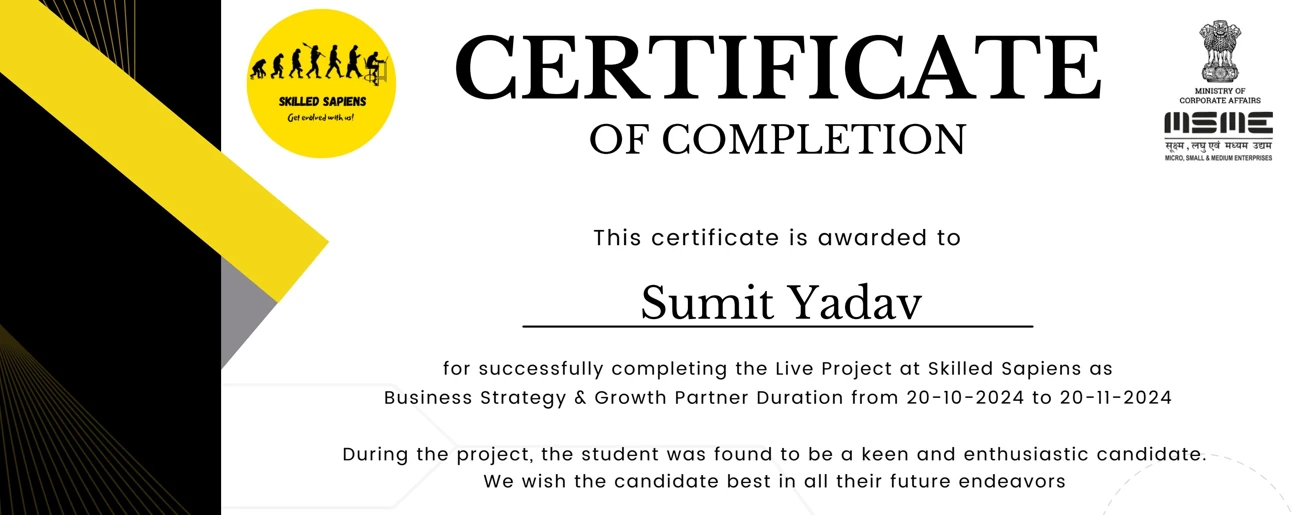 SKILLED SAPIENS
Get evolved with us!
CERTIFICATE
OF COMPLETION
MINISTRY OF
CORPORATE AFFAIRS
MSME
सूक्ष्म , लघु एवं मध्यम उद्यम
MICRO, SMALL & MEDIUM ENTERPRISES
This certificate is awarded to
Sumit Yadav
for successfully completing the Live Project at Skilled Sapiens as
Business Strategy & Growth Partner Duration from 20-10-2024 to 20-11-2024
During the project, the student was found to be a keen and enthusiastic candidate.
We wish the candidate best in all their future endeavors